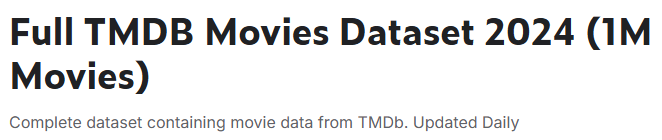 Full TMDB Movies Dataset 2024 (1M
Movies)
Complete dataset containing movie data from TMDb. Updated Daily